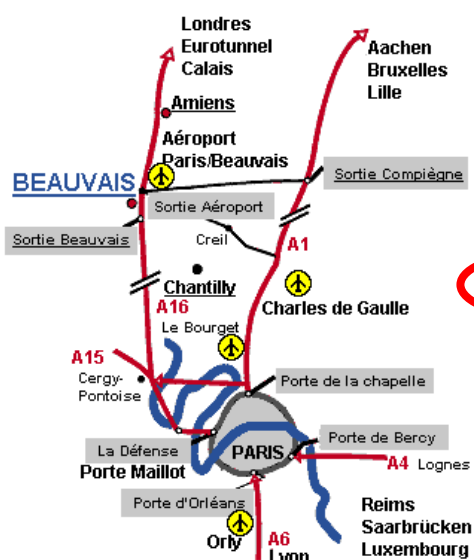 Londres
Eurotunnel
Calais
Aachen
Bruxelles
Lille
Amiens
Aéroport
Paris/Beauvais
BEAUVAIS
Sortie Compiègne
Sortie Aéroport
Sortie Beauvais
Creil
A1
Chantilly
A16
Charles de Gaulle
Le Bourget
A15
Cergy-
Pontoise
Porte de la chapelle
La Défense
Porte Maillot
PARIS
Porte de Bercy
A4 Lognes
Porte d'Orléans
Orly
A6
Lyon
Reims
Saarbrücken
Luxembourg